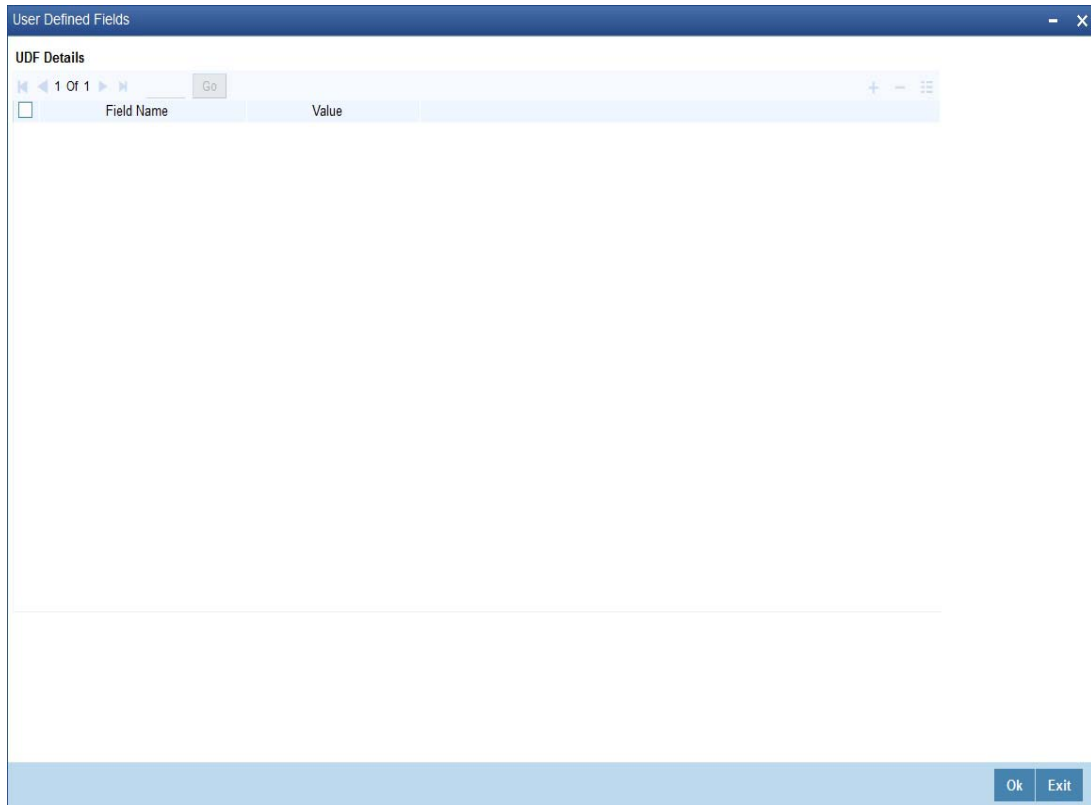 User Defined Fields
UDF Details
1 Of 1 Go
Field Name Value
Ok Exit